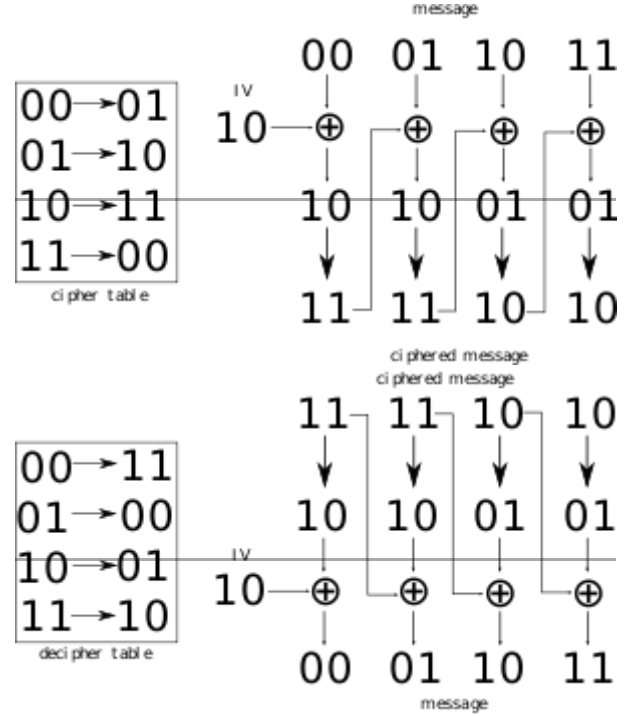 message
00 01 10 11
IV
10
00 01
01 10
10 11
11 00
cipher table
10 10 01 01
11 11 10 10
ciphered message
ciphered message
11 11 10 10
00 11
01 00
10 01
11 10
decipher table
10 10 01 01
IV
10
00 01 10 11
message